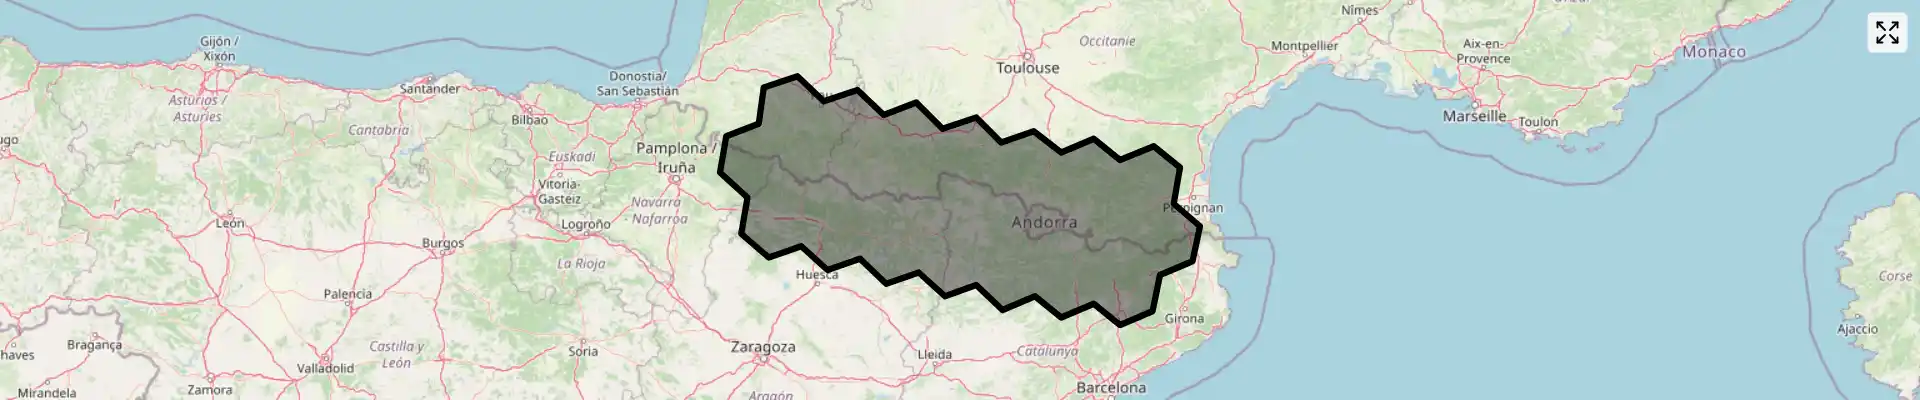 Gijón /
Xixón
Asturias /
Asturies
Santander
Cantabria
Bilbao
Donostia/
San Sebastián
Euskadi
Vitoria-
Gasteiz
Pamplona /
Iruña
Navarra
Nafarroa
León
Burgos
Logroño
La Rioja
Palencia
Bragança
Castilla y
León
Valladolid
Soria
Zamora
Mirandela
haves
ugo
Zaragoza
Aragón
Huesca
Lleida
Catalunya
Barcelona
Girona
Andorra
Perpignan
Toulouse
Occitanie
Montpellier
Nîmes
Aix-en-
Provence
Marseille
Toulon
Monaco
Corse
Ajaccio